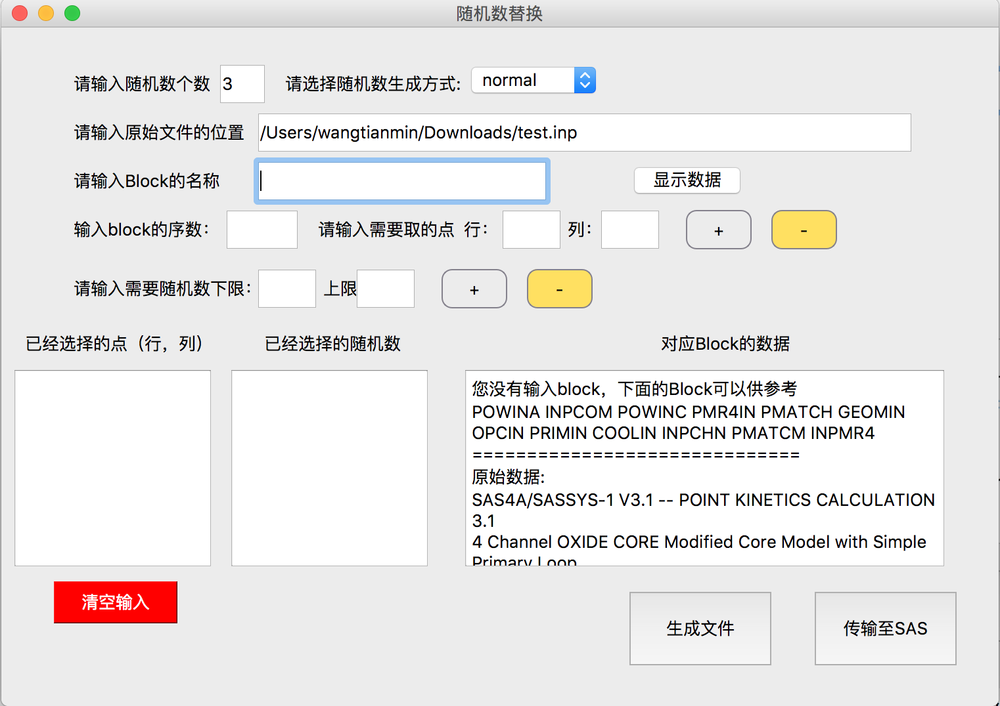 随机数替换
请输入随机数个数 3 请选择随机数生成方式: normal
请输入原始文件的位置 /Users/wangtianmin/Downloads/test.inp
请输入Block的名称 显示数据
输入block的序数: 请输入需要取的点 行: 列: + -
请输入需要随机数下限: 上限 + -
已经选择的点（行，列） 已经选择的随机数 对应Block的数据
您没有输入block，下面的Block可以供参考
POWINA INPCOM POWINC PMR4IN PMATCH GEOMIN
OPCIN PRIMIN COOLIN INPCHN PMATCM INPMR4
==============================
原始数据:
SAS4A/SASSYS-1 V3.1 -- POINT KINETICS CALCULATION
3.1
4 Channel OXIDE CORE Modified Core Model with Simple
Primary Loop
清空输入
生成文件 传输至SAS